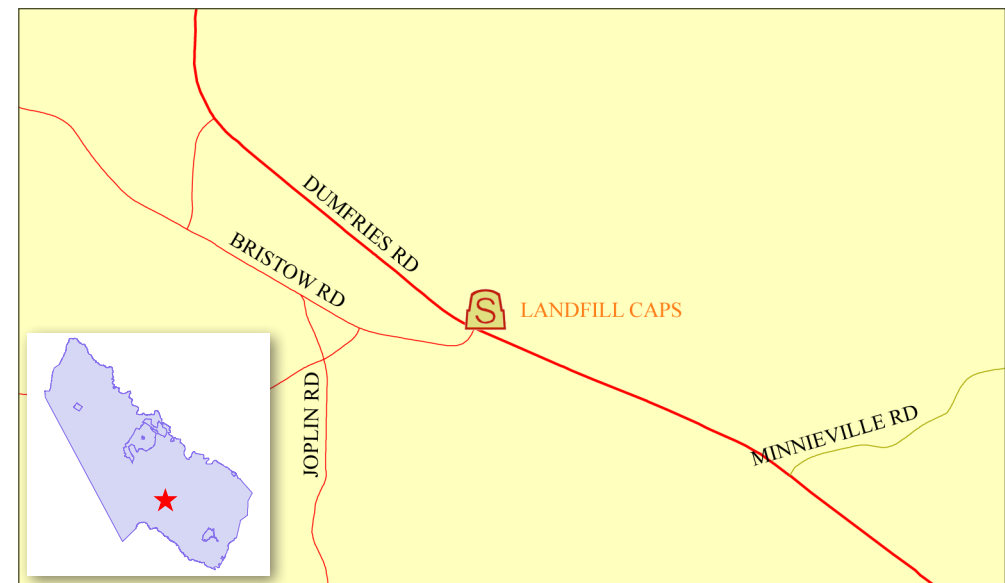 DUMFRIES RD
BRISTOW RD
S
LANDFILL CAPS
JOPLIN RD
MINNIEVILLE RD